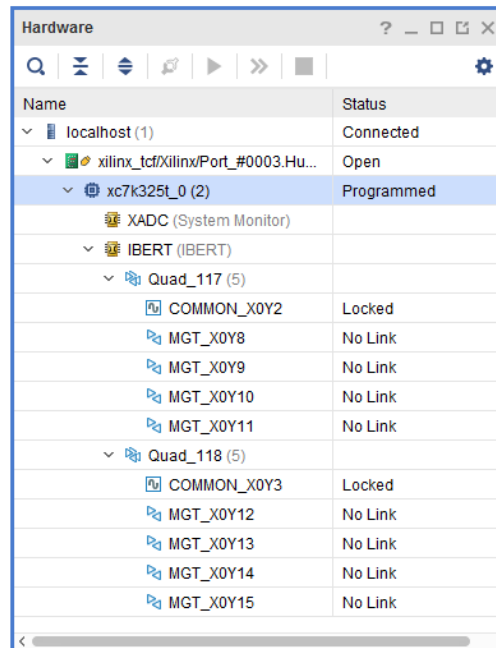 Hardware
Name Status
localhost (1) Connected
xilinx_tcf/Xilinx/Port_#0003.Hu... Open
xc7k325t_0 (2) Programmed
XADC (System Monitor)
IBERT (IBERT)
Quad_117 (5)
COMMON_X0Y2 Locked
MGT_X0Y8 No Link
MGT_X0Y9 No Link
MGT_X0Y10 No Link
MGT_X0Y11 No Link
Quad_118 (5)
COMMON_X0Y3 Locked
MGT_X0Y12 No Link
MGT_X0Y13 No Link
MGT_X0Y14 No Link
MGT_X0Y15 No Link